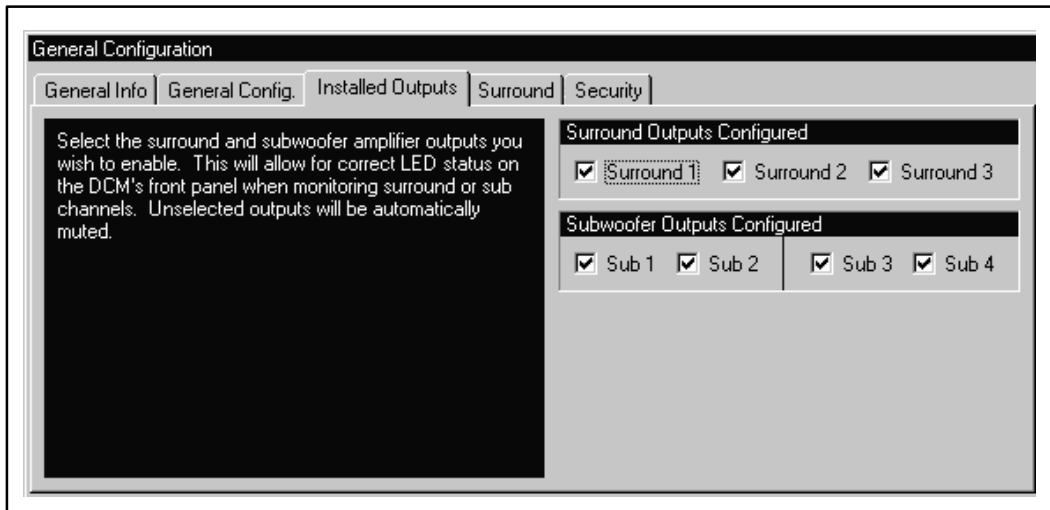 General Configuration
General Info General Config. Installed Outputs Surround Security
Select the surround and subwoofer amplifier outputs you
wish to enable. This will allow for correct LED status on
the DCM's front panel when monitoring surround or sub
channels. Unselected outputs will be automatically
muted.
Surround Outputs Configured
Surround 1 Surround 2 Surround 3
Subwoofer Outputs Configured
Sub 1 Sub 2 Sub 3 Sub 4